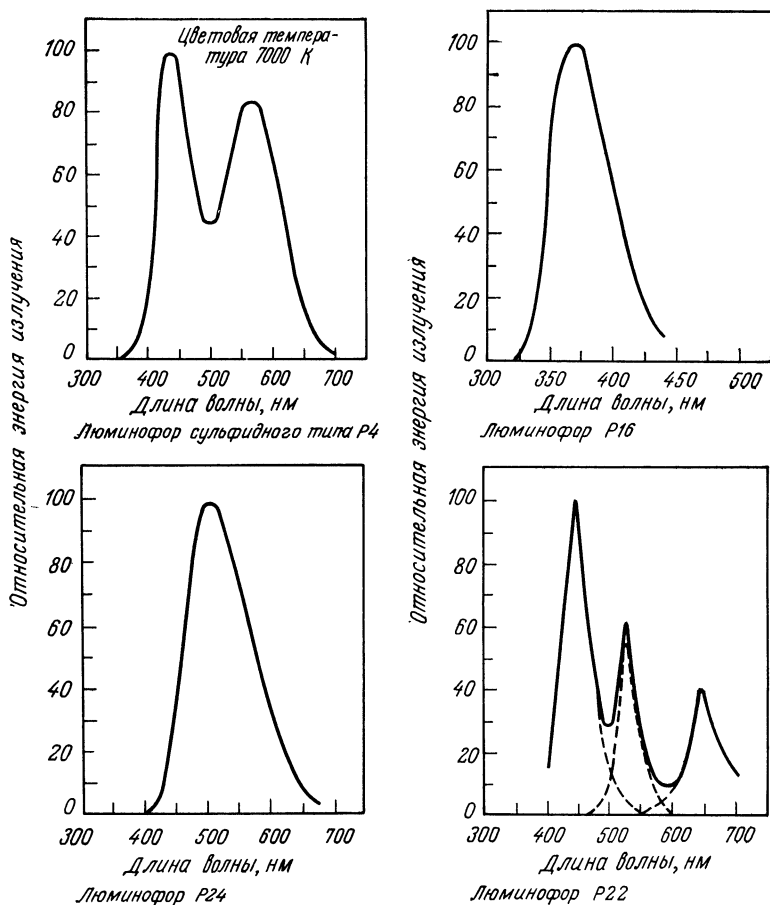 Относительная энергия излучения
100
80
60
40
20
0
Цветовая темпера-
тура 7000 К
300 400 500 600 700
Длина волны, нм
Люминофор сульфидного типа Р4
Относительная энергия излучения
100
80
60
40
20
0
300 350 400 450 500
Длина волны, нм
Люминофор Р16
100
80
60
40
20
0
300 400 500 600 700
Длина волны, нм
Люминофор Р24
100
80
60
40
20
0
300 400 500 600 700
Длина волны, нм
Люминофор Р22